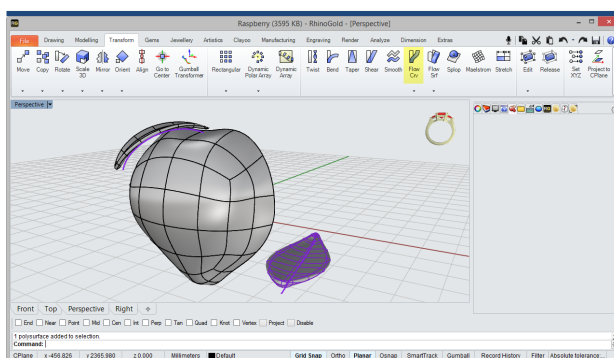 RG Raspberry (3595 KB) - RhinoGold - [Perspective]
File Drawing Modelling Transform Gems Jewellery Artistics Clayoo Manufacturing Engraving Render Analyze Dimension Extras
Move Copy Rotate Scale 3D Mirror Orient Align Go to Center Gumball Transformer Rectangular Dynamic Polar Array Dynamic Array Twist Bend Taper Shear Smooth Flow Crv Flow Srf Splop Maelstrom Stretch Edit Release Set XYZ Project to CPlane
Perspective
Front Top Perspective Right
End Near Point Mid Cen Int Perp Tan Quad Knot Vertex Project Disable
1 polysurface added to selection.
Command:
CPlane x -456.826 y 2365.980 z 0.000 Millimeters Default Grid Snap Ortho Planar Osnap SmartTrack Gumball Record History Filter Absolute tolerance:...